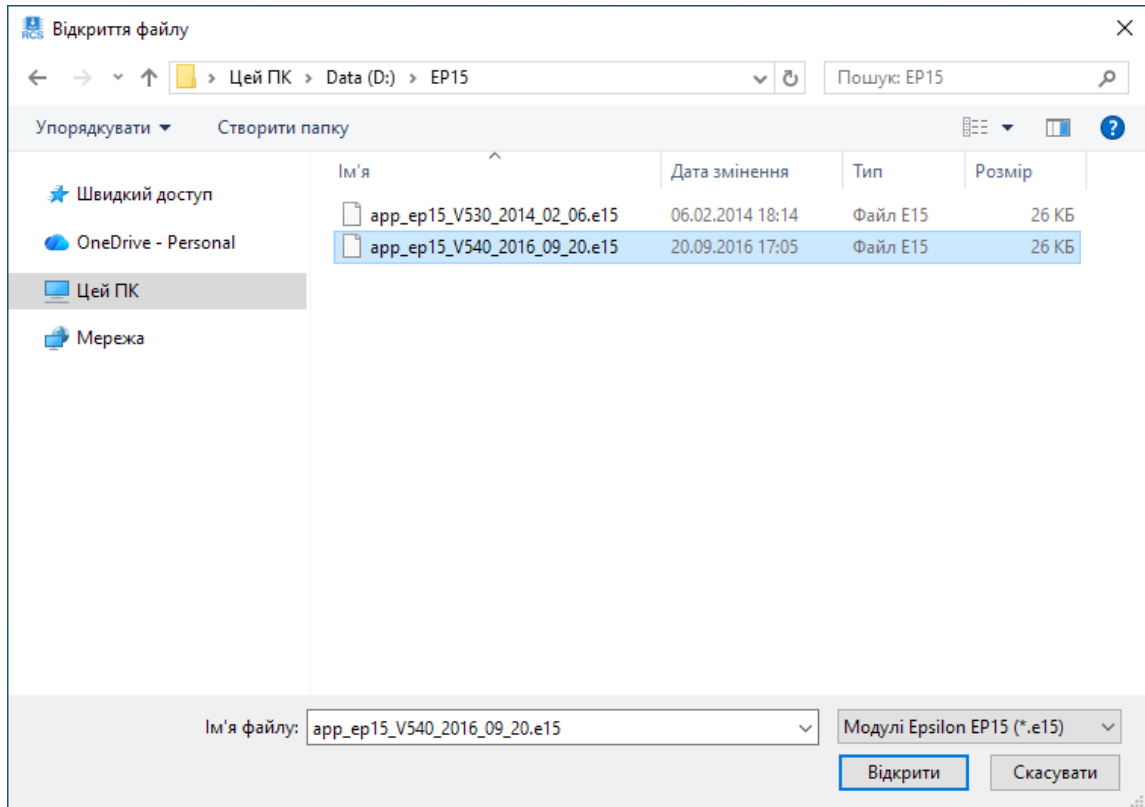 RCS Відкриття файлу
Цей ПК > Data (D:) > EP15 Пошук: EP15
Упорядкувати Створити папку ?
Ім'я Дата змінення Тип Розмір
Швидкий доступ
app_ep15_V530_2014_02_06.e15 06.02.2014 18:14 Файл E15 26 КБ
OneDrive - Personal
app_ep15_V540_2016_09_20.e15 20.09.2016 17:05 Файл E15 26 КБ
Цей ПК
Мережа
Ім'я файлу: app_ep15_V540_2016_09_20.e15 Модулі Epsilon EP15 (*.e15)
Відкрити Скасувати